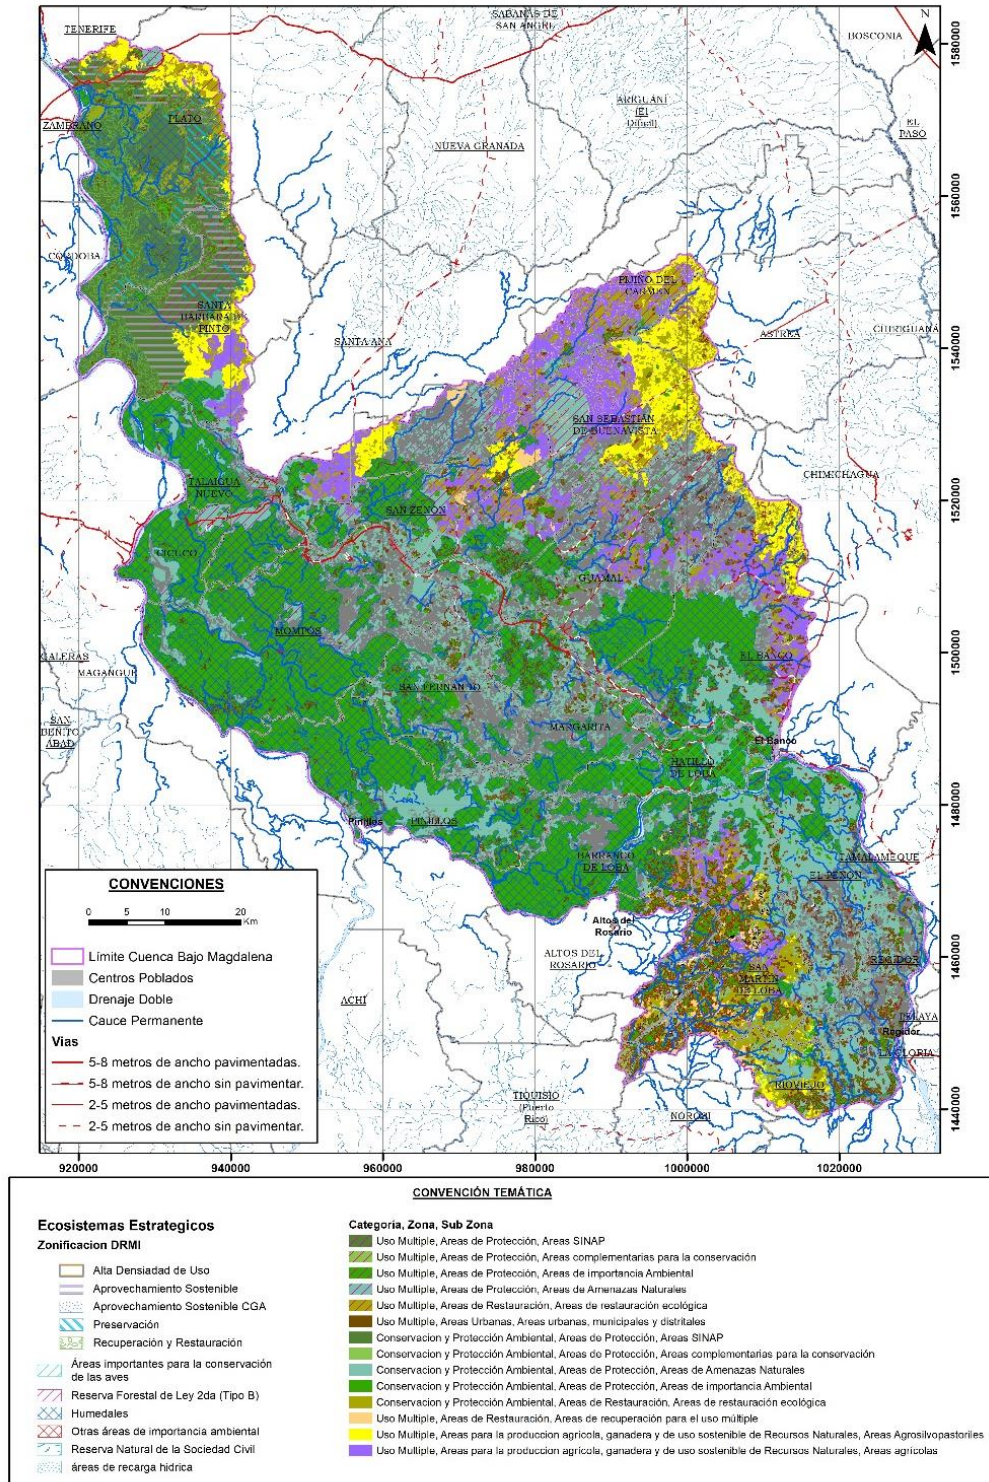 TENERIFE
SABANAS DE
SAN ANGEL
N
BOSCONIA
1580000
ZAMBRANO
PLATO
ARIGUANÍ
(El
Difícil)
EL
PASO
NUEVA GRANADA
1560000
CORDOBA
PIJIÑO DEL
CARMEN
SANTA
BARBARA D
PINTO
SANTA ANA
ASTREA
CHIRIGUANÁ
1540000
SAN SEBASTIÁN
DE BUENAVISTA
TALAIGUA
NUEVO
SAN ZENON
CHIMICHAGUA
1520000
CICUCO
GUAMAL
MOMPÓS
EL BANCO
1500000
GALERAS
MAGANGUÉ
SAN FERNANDO
SAN
BENITO
ABAD
MARGARITA
El Banco
HATILLO
DE LOBA
1480000
Pinillos
PINILLOS
BARRANCO
DE LOBA
TAMALAMEQUE
EL PEÑON
Altos del
Rosario
ALTOS DEL
ROSARIO
1460000
SAN
MARTIN
DE LOBA
REGIDOR
ACHÍ
PELAYA
Regidor
LA GLORIA
RIOVIEJO
TIQUISIO
(Puerto
Rico)
NOROSI
1440000
CONVENCIONES
0 5 10 20
Km
Límite Cuenca Bajo Magdalena
Centros Poblados
Drenaje Doble
Cauce Permanente
Vias
5-8 metros de ancho pavimentadas.
5-8 metros de ancho sin pavimentar.
2-5 metros de ancho pavimentadas.
2-5 metros de ancho sin pavimentar.
920000 940000 960000 980000 1000000 1020000
CONVENCIÓN TEMÁTICA
Ecosistemas Estrategicos
Zonificacion DRMI
Alta Densiadad de Uso
Aprovechamiento Sostenible
Aprovechamiento Sostenible CGA
Preservación
Recuperación y Restauración
Áreas importantes para la conservación
de las aves
Reserva Forestal de Ley 2da (Tipo B)
Humedales
Otras áreas de importancia ambiental
Reserva Natural de la Sociedad Civil
áreas de recarga hidrica
Categoria, Zona, Sub Zona
Uso Multiple, Areas de Protección, Areas SINAP
Uso Multiple, Areas de Protección, Areas complementarias para la conservación
Uso Multiple, Areas de Protección, Areas de importancia Ambiental
Uso Multiple, Areas de Protección, Areas de Amenazas Naturales
Uso Multiple, Areas de Restauración, Areas de restauración ecológica
Uso Multiple, Areas Urbanas, Areas urbanas, municipales y distritales
Conservacion y Protección Ambiental, Areas de Protección, Areas SINAP
Conservacion y Protección Ambiental, Areas de Protección, Areas complementarias para la conservación
Conservacion y Protección Ambiental, Areas de Protección, Areas de Amenazas Naturales
Conservacion y Protección Ambiental, Areas de Protección, Areas de importancia Ambiental
Conservacion y Protección Ambiental, Areas de Restauración, Areas de restauración ecológica
Uso Multiple, Areas de Restauración, Areas de recuperación para el uso múltiple
Uso Multiple, Areas para la produccion agrícola, ganadera y de uso sostenible de Recursos Naturales, Areas Agrosilvopastoriles
Uso Multiple, Areas para la produccion agrícola, ganadera y de uso sostenible de Recursos Naturales, Areas agrícolas